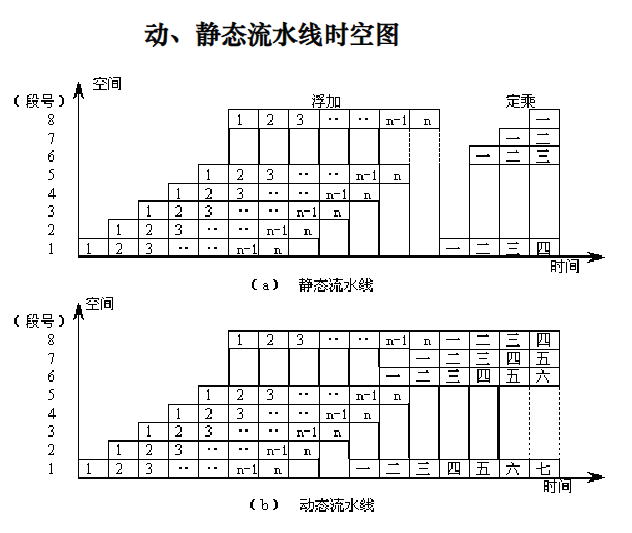 动、静态流水线时空图
空间
（段号） 浮加 定乘
8 1 2 3 ·· ·· n-1 n 一
7 一 二
6 一 二 三
5 1 2 3 ·· ·· n-1 n
4 1 2 3 ·· ·· n-1 n
3 1 2 3 ·· ·· n-1 n
2 1 2 3 ·· ·· n-1 n
1 1 2 3 ·· ·· n-1 n 一 二 三 四
时间
（a） 静态流水线
空间
（段号）
8 1 2 3 ·· ·· n-1 n 一 二 三 四
7 一 二 三 四 五
6 一 二 三 四 五 六
5 1 2 3 ·· ·· n-1 n
4 1 2 3 ·· ·· n-1 n
3 1 2 3 ·· ·· n-1 n
2 1 2 3 ·· ·· n-1 n
1 1 2 3 ·· ·· n-1 n 一 二 三 四 五 六 七
时间
（b） 动态流水线